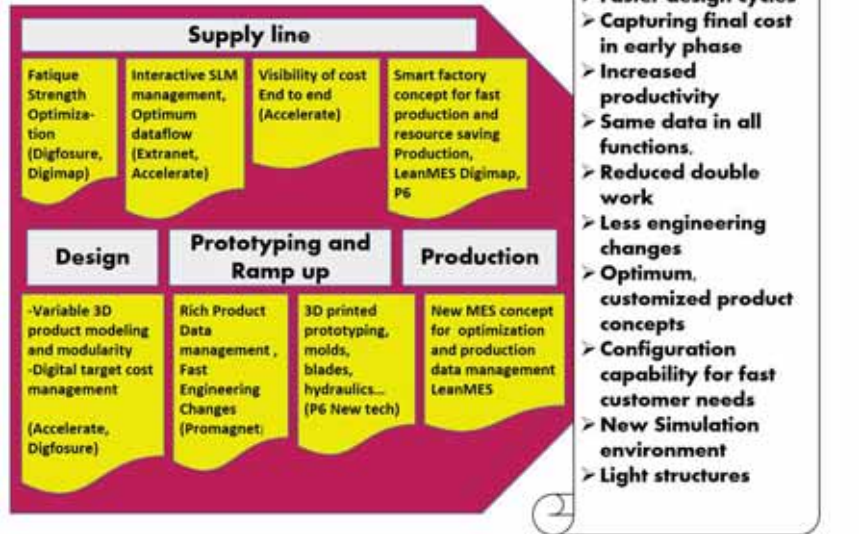 Supply line
Fatique
Strength
Optimiza-
tion
(Digfosure,
Digimap)
Interactive SLM
management,
Optimum
dataflow
(Extranet,
Accelerate)
Visibility of cost
End to end
(Accelerate)
Smart factory
concept for fast
production and
resource saving
Production,
LeanMES Digimap,
P6
Design
Prototyping and
Ramp up
Production
-Variable 3D
product modeling
and modularity
-Digital target cost
management
(Accelerate,
Digfosure)
Rich Product
Data
management ,
Fast
Engineering
Changes
(Promagnet)
3D printed
prototyping,
molds,
blades,
hydraulics...
(P6 New tech)
New MES concept
for optimization
and production
data management
LeanMES
➢ Faster design cycles
➢ Capturing final cost
in early phase
➢ Increased
productivity
➢ Same data in all
functions.
➢ Reduced double
work
➢ Less engineering
changes
➢ Optimum,
customized product
concepts
➢ Configuration
capability for fast
customer needs
➢ New Simulation
environment
➢ Light structures